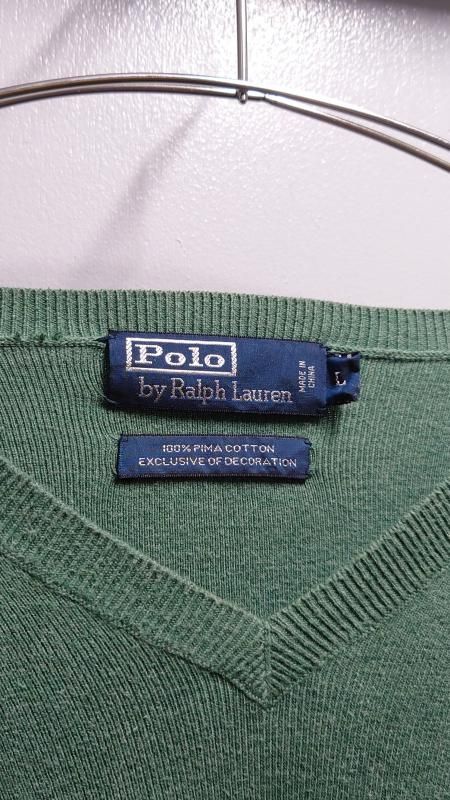 Polo
by Ralph Lauren
MADE IN
CHINA
L
100% PIMA COTTON
EXCLUSIVE OF DECORATION